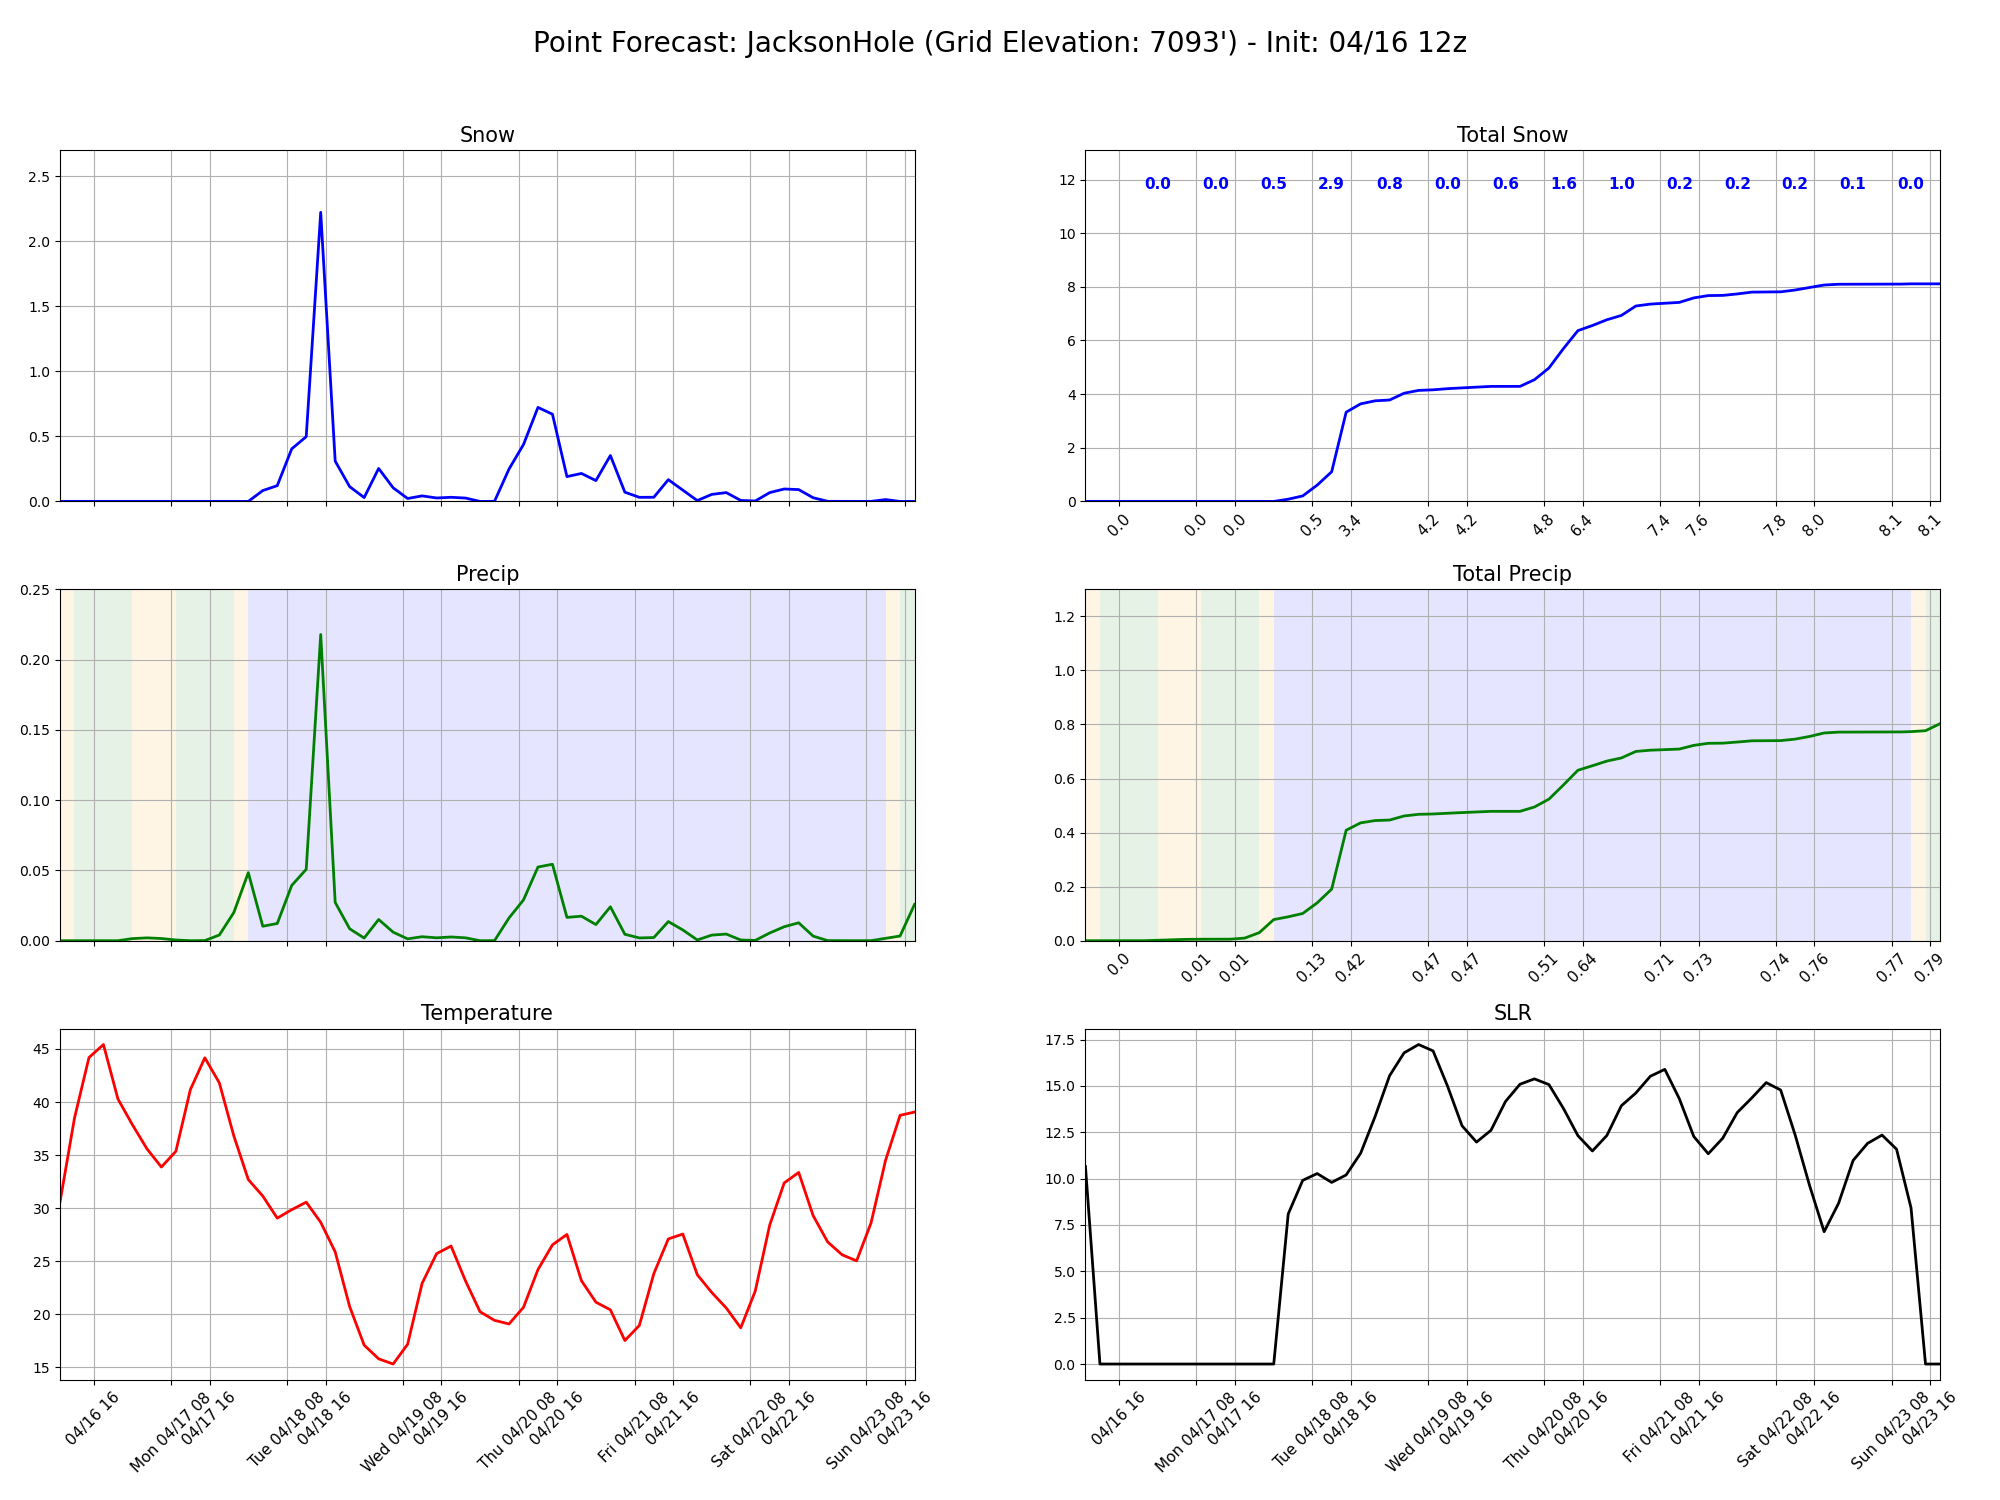 Point Forecast: JacksonHole (Grid Elevation: 7093') - Init: 04/16 12z
Snow
2.5
2.0
1.5
1.0
0.5
0.0
Total Snow
12
10
8
6
4
2
0
0.0 0.0 0.5 2.9 0.8 0.0 0.6 1.6 1.0 0.2 0.2 0.2 0.1 0.0
0.0 0.0 0.0 0.5 3.4 4.2 4.2 4.8 6.4 7.4 7.6 7.8 8.0 8.1 8.1
Precip
0.25
0.20
0.15
0.10
0.05
0.00
Total Precip
1.2
1.0
0.8
0.6
0.4
0.2
0.0
0.0 0.01 0.01 0.13 0.42 0.47 0.47 0.51 0.64 0.71 0.73 0.74 0.76 0.77 0.79
Temperature
45
40
35
30
25
20
15
04/16 16
Mon 04/17 08
04/17 16
Tue 04/18 08
04/18 16
Wed 04/19 08
04/19 16
Thu 04/20 08
04/20 16
Fri 04/21 08
04/21 16
Sat 04/22 08
04/22 16
Sun 04/23 08
04/23 16
SLR
17.5
15.0
12.5
10.0
7.5
5.0
2.5
0.0
04/16 16
Mon 04/17 08
04/17 16
Tue 04/18 08
04/18 16
Wed 04/19 08
04/19 16
Thu 04/20 08
04/20 16
Fri 04/21 08
04/21 16
Sat 04/22 08
04/22 16
Sun 04/23 08
04/23 16